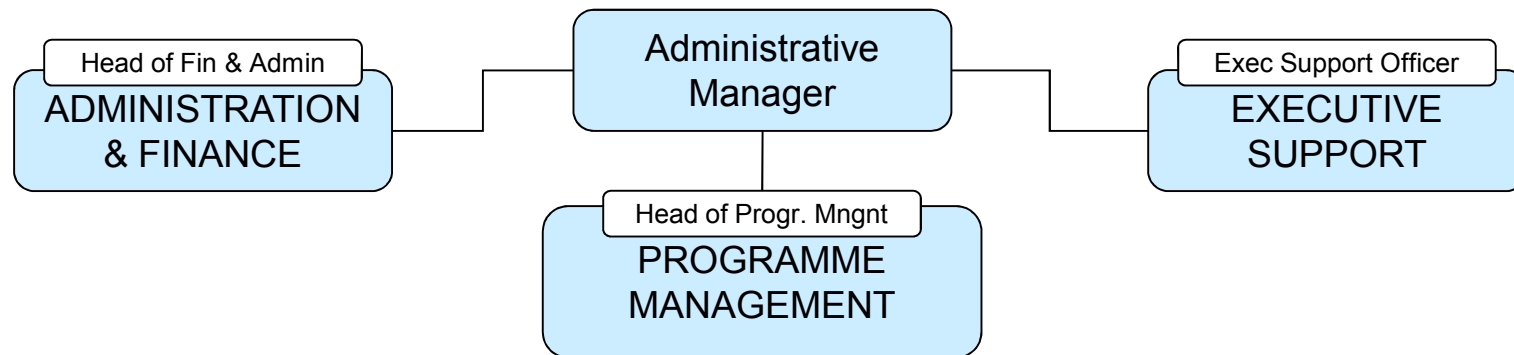 Head of Fin & Admin
ADMINISTRATION
& FINANCE
Administrative
Manager
Exec Support Officer
EXECUTIVE
SUPPORT
Head of Progr. Mngnt
PROGRAMME
MANAGEMENT